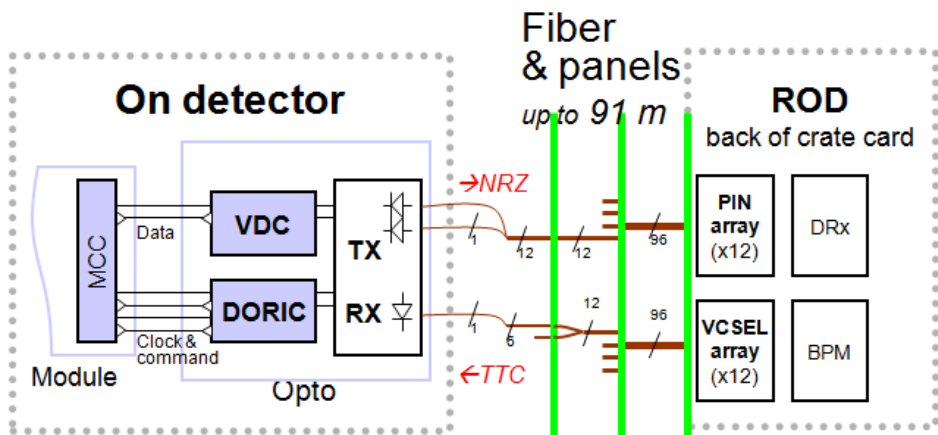 Fiber
& panels
up to 91 m
On detector
ROD
back of crate card
→NRZ
MCC
Data
VDC
TX
1
12
12
96
PIN
array
(x12)
DRx
DORIC
RX
Clock &
command
1
6
12
96
VCSEL
array
(x12)
BPM
←TTC
Module
Opto